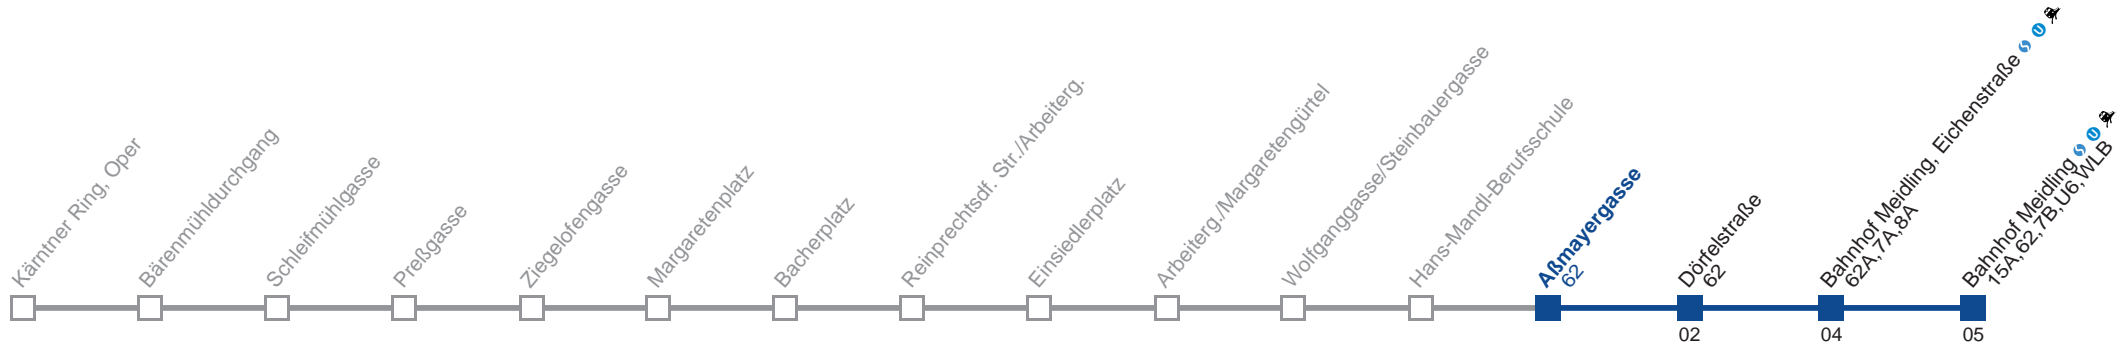 Kärntner Ring, Oper
Bärenmühldurchgang
Schleifmühlgasse
Preßgasse
Ziegelofengasse
Margaretenplatz
Bacherplatz
Reinprechtsdf. Str./Arbeiterg.
Einsiedlerplatz
Arbeiterg./Margaretengürtel
Wolfganggasse/Steinbauergasse
Hans-Mandl-Berufsschule
Aßmayergasse
62
Dörfelstraße
62
02
Bahnhof Meidling, Eichenstraße S U
62A,7A,8A
04
Bahnhof Meidling S U
15A,62,7B,U6,WLB
05